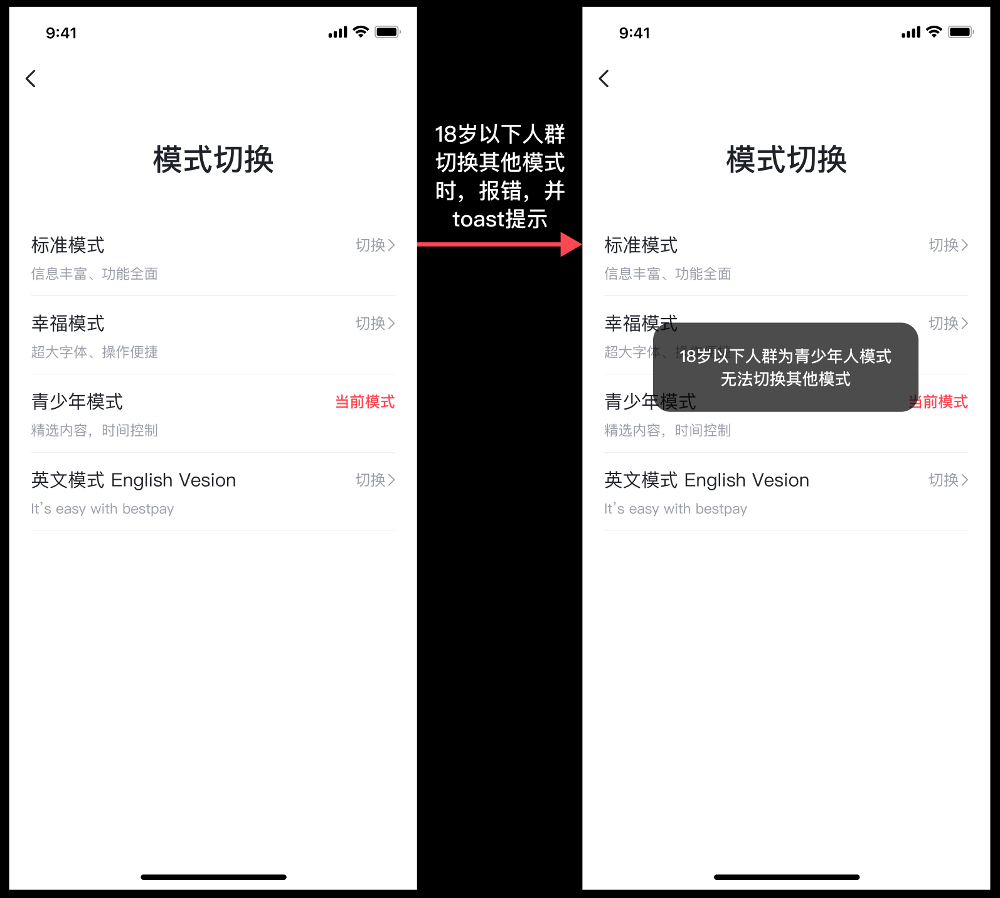 9:41
模式切换
标准模式
切换
信息丰富、功能全面
幸福模式
切换
超大字体、操作便捷
青少年模式
当前模式
精选内容，时间控制
英文模式 English Vesion
切换
It's easy with bestpay
18岁以下人群
切换其他模式
时，报错，并
toast提示
9:41
模式切换
标准模式
切换
信息丰富、功能全面
幸福模式
切换
超大字体、操作便捷
18岁以下人群为青少年人模式
无法切换其他模式
青少年模式
当前模式
精选内容，时间控制
英文模式 English Vesion
切换
It's easy with bestpay